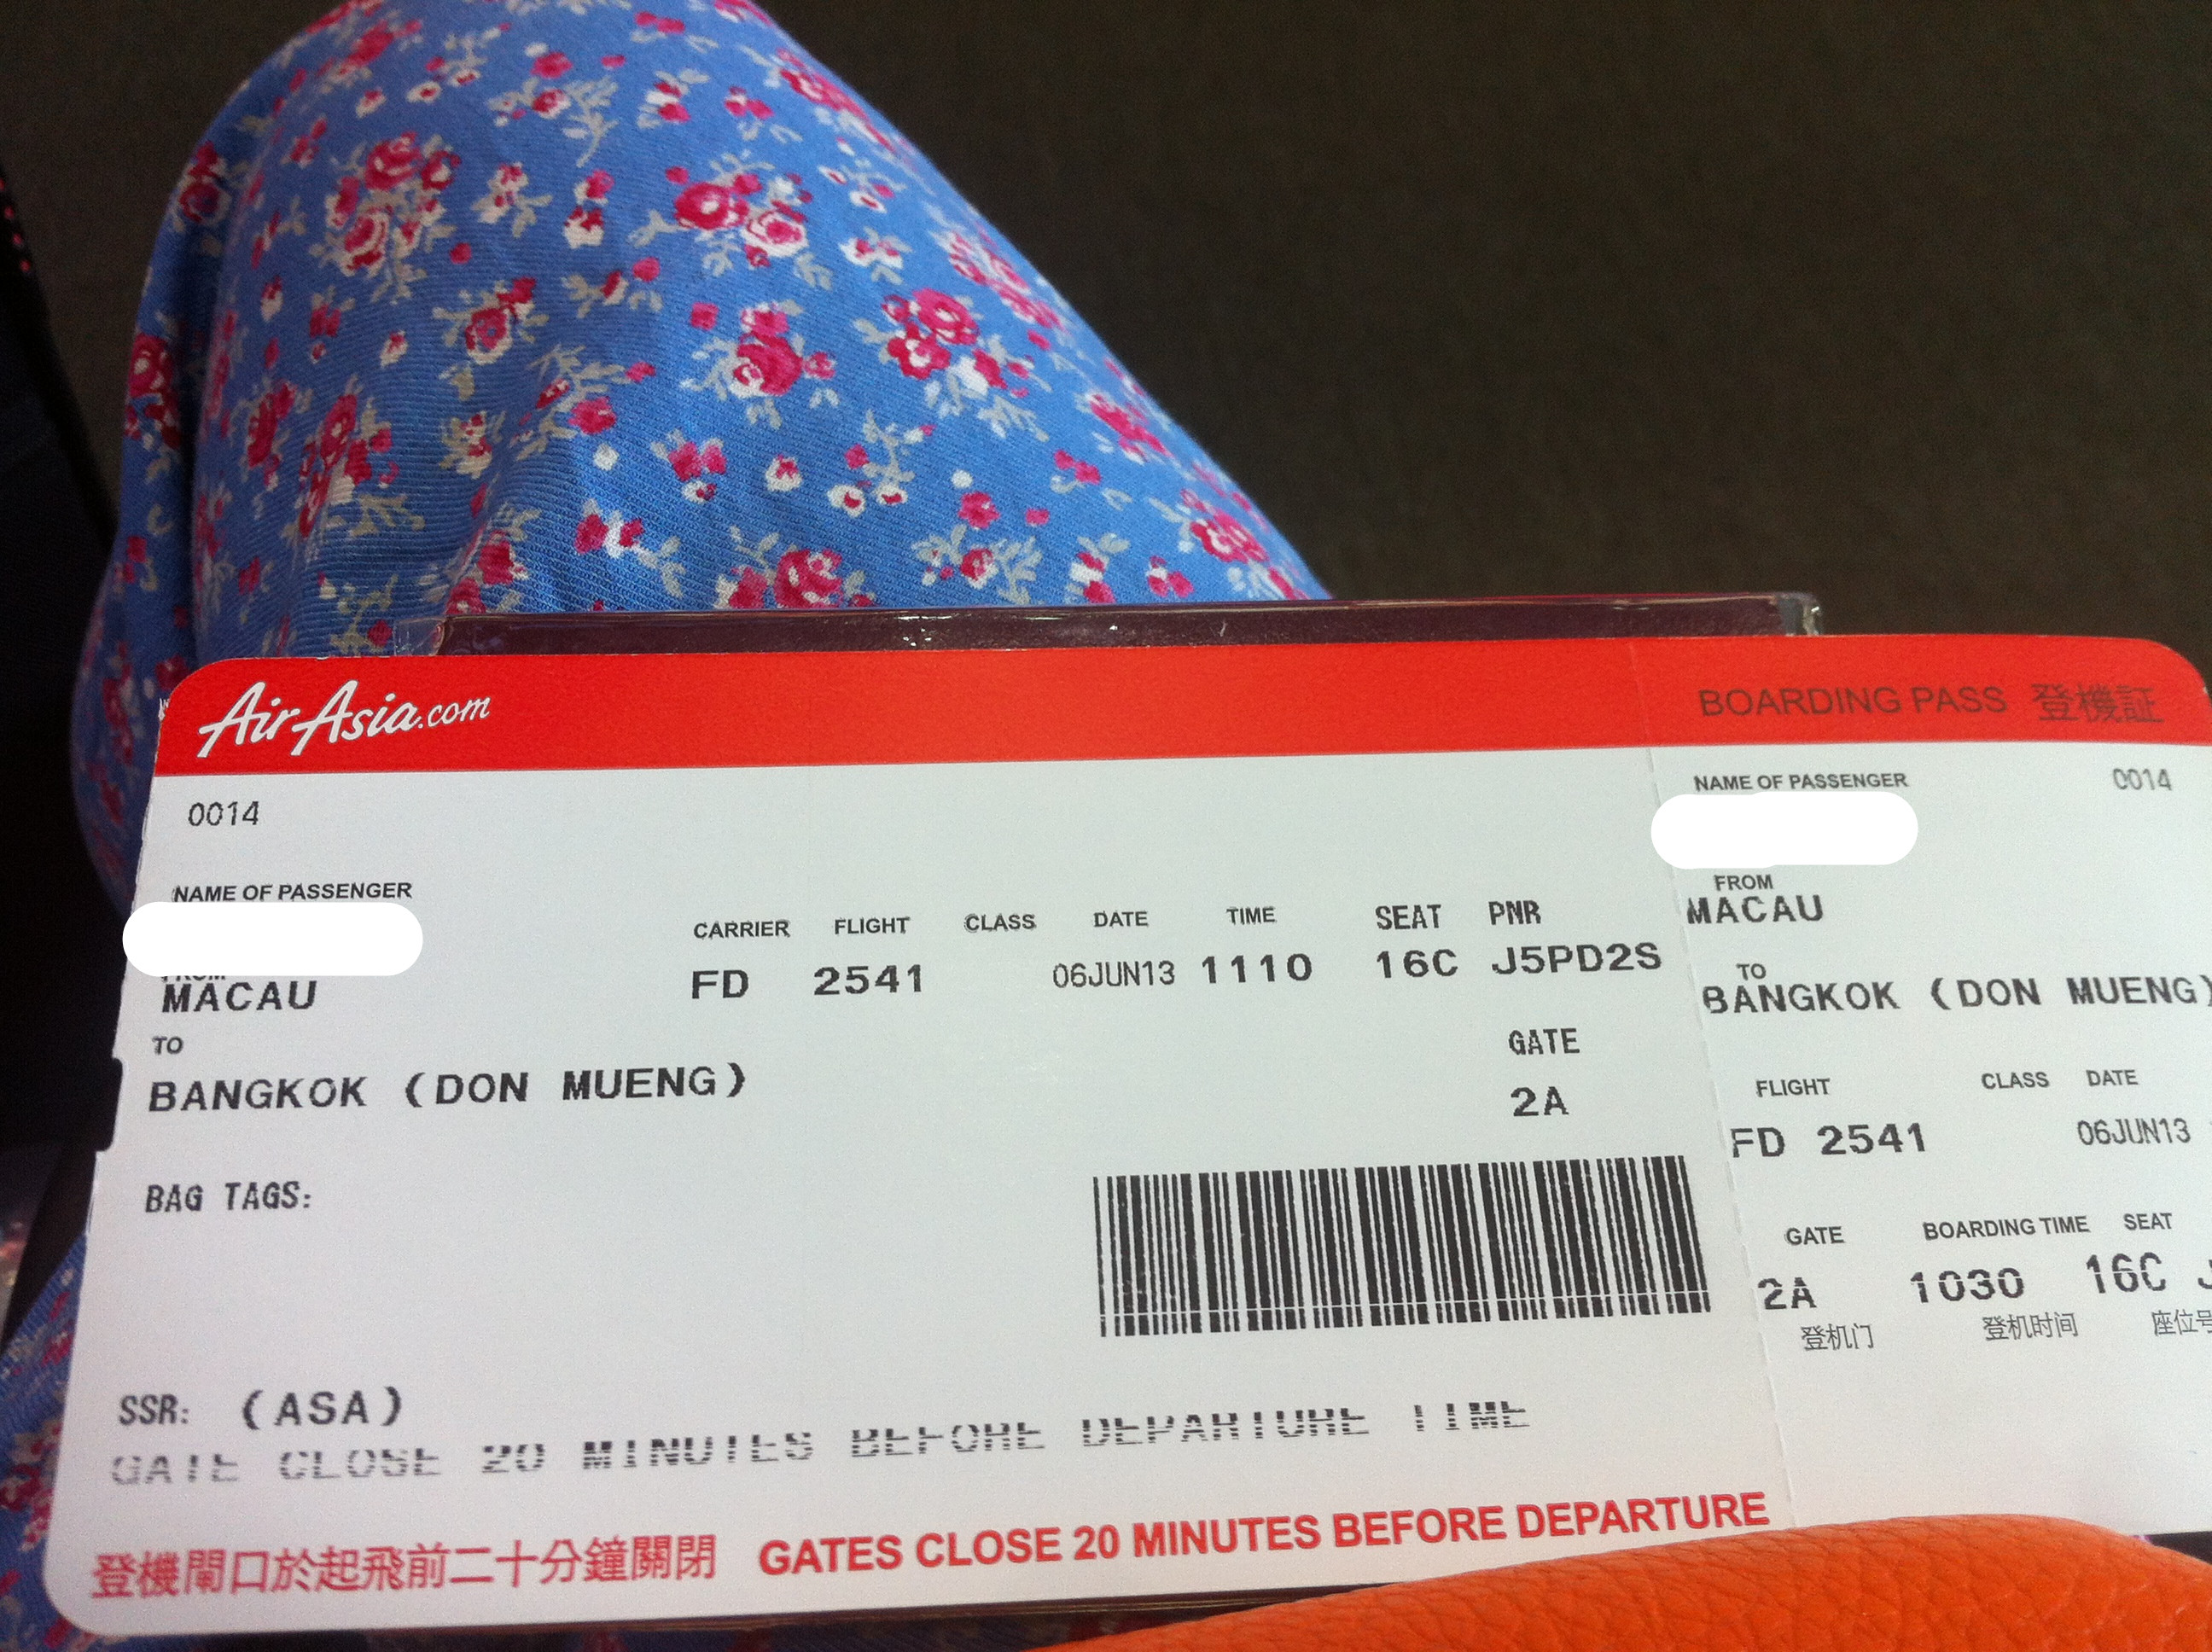 AirAsia.com
0014
NAME OF PASSENGER
MACAU
TO
BANGKOK (DON MUENG)
CARRIER FLIGHT CLASS DATE TIME SEAT PNR
FD 2541 06JUN13 1110 16C J5PD2S
GATE
2A
BAG TAGS:
SSR: (ASA)
GATE CLOSE 20 MINUTES BEFORE DEPARTURE TIME
登機閘口於起飛前二十分鐘關閉 GATES CLOSE 20 MINUTES BEFORE DEPARTURE
BOARDING PASS 登機証
NAME OF PASSENGER 0014
FROM
MACAU
TO
BANGKOK (DON MUENG)
FLIGHT CLASS DATE
FD 2541 06JUN13
GATE BOARDING TIME SEAT
2A 1030 16C
登机门 登机时间 座位号